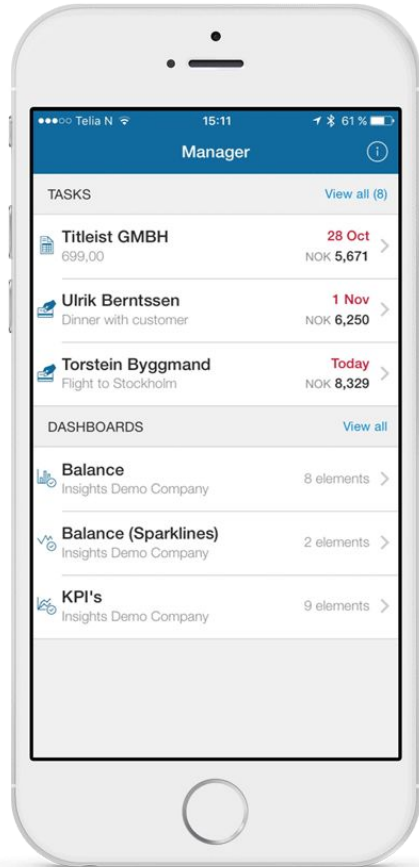 ●●●○○ Telia N 15:11 61 %
Manager
TASKS View all (8)
Titleist GMBH 28 Oct
699,00 NOK 5,671
Ulrik Berntssen 1 Nov
Dinner with customer NOK 6,250
Torstein Byggmand Today
Flight to Stockholm NOK 8,329
DASHBOARDS View all
Balance
Insights Demo Company 8 elements
Balance (Sparklines)
Insights Demo Company 2 elements
KPI's
Insights Demo Company 9 elements